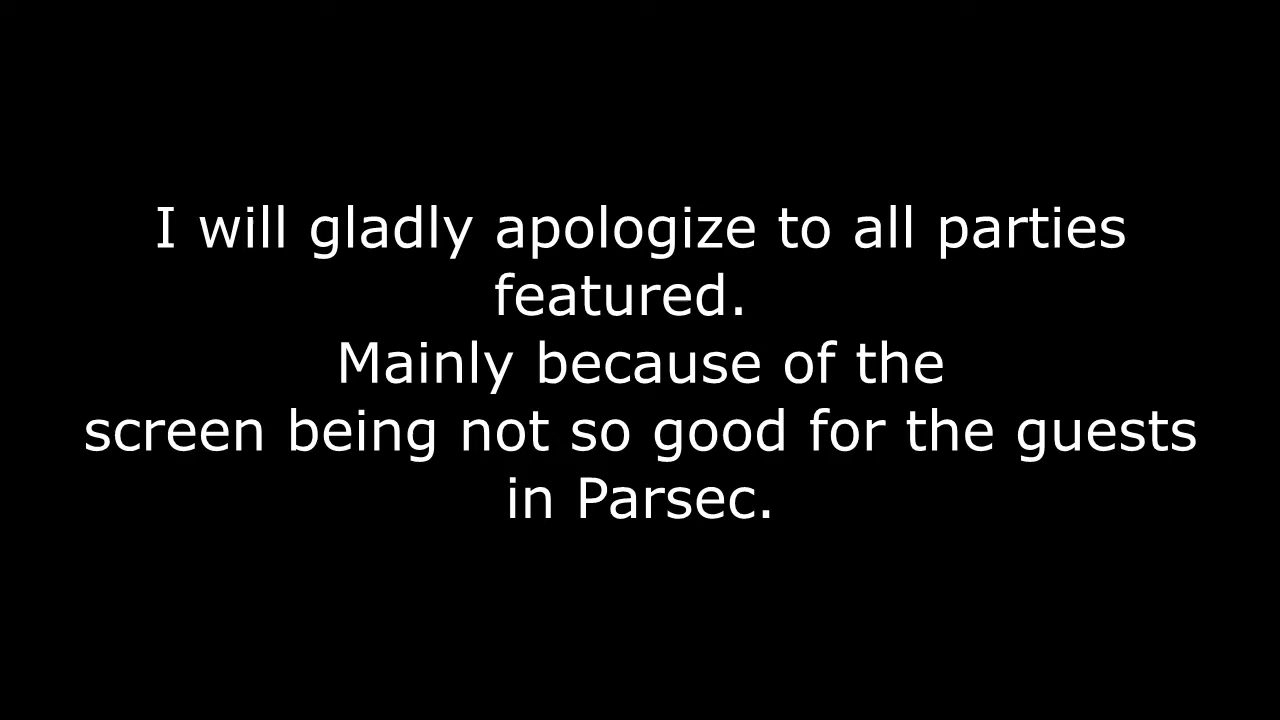 I will gladly apologize to all parties
featured.
Mainly because of the
screen being not so good for the guests
in Parsec.